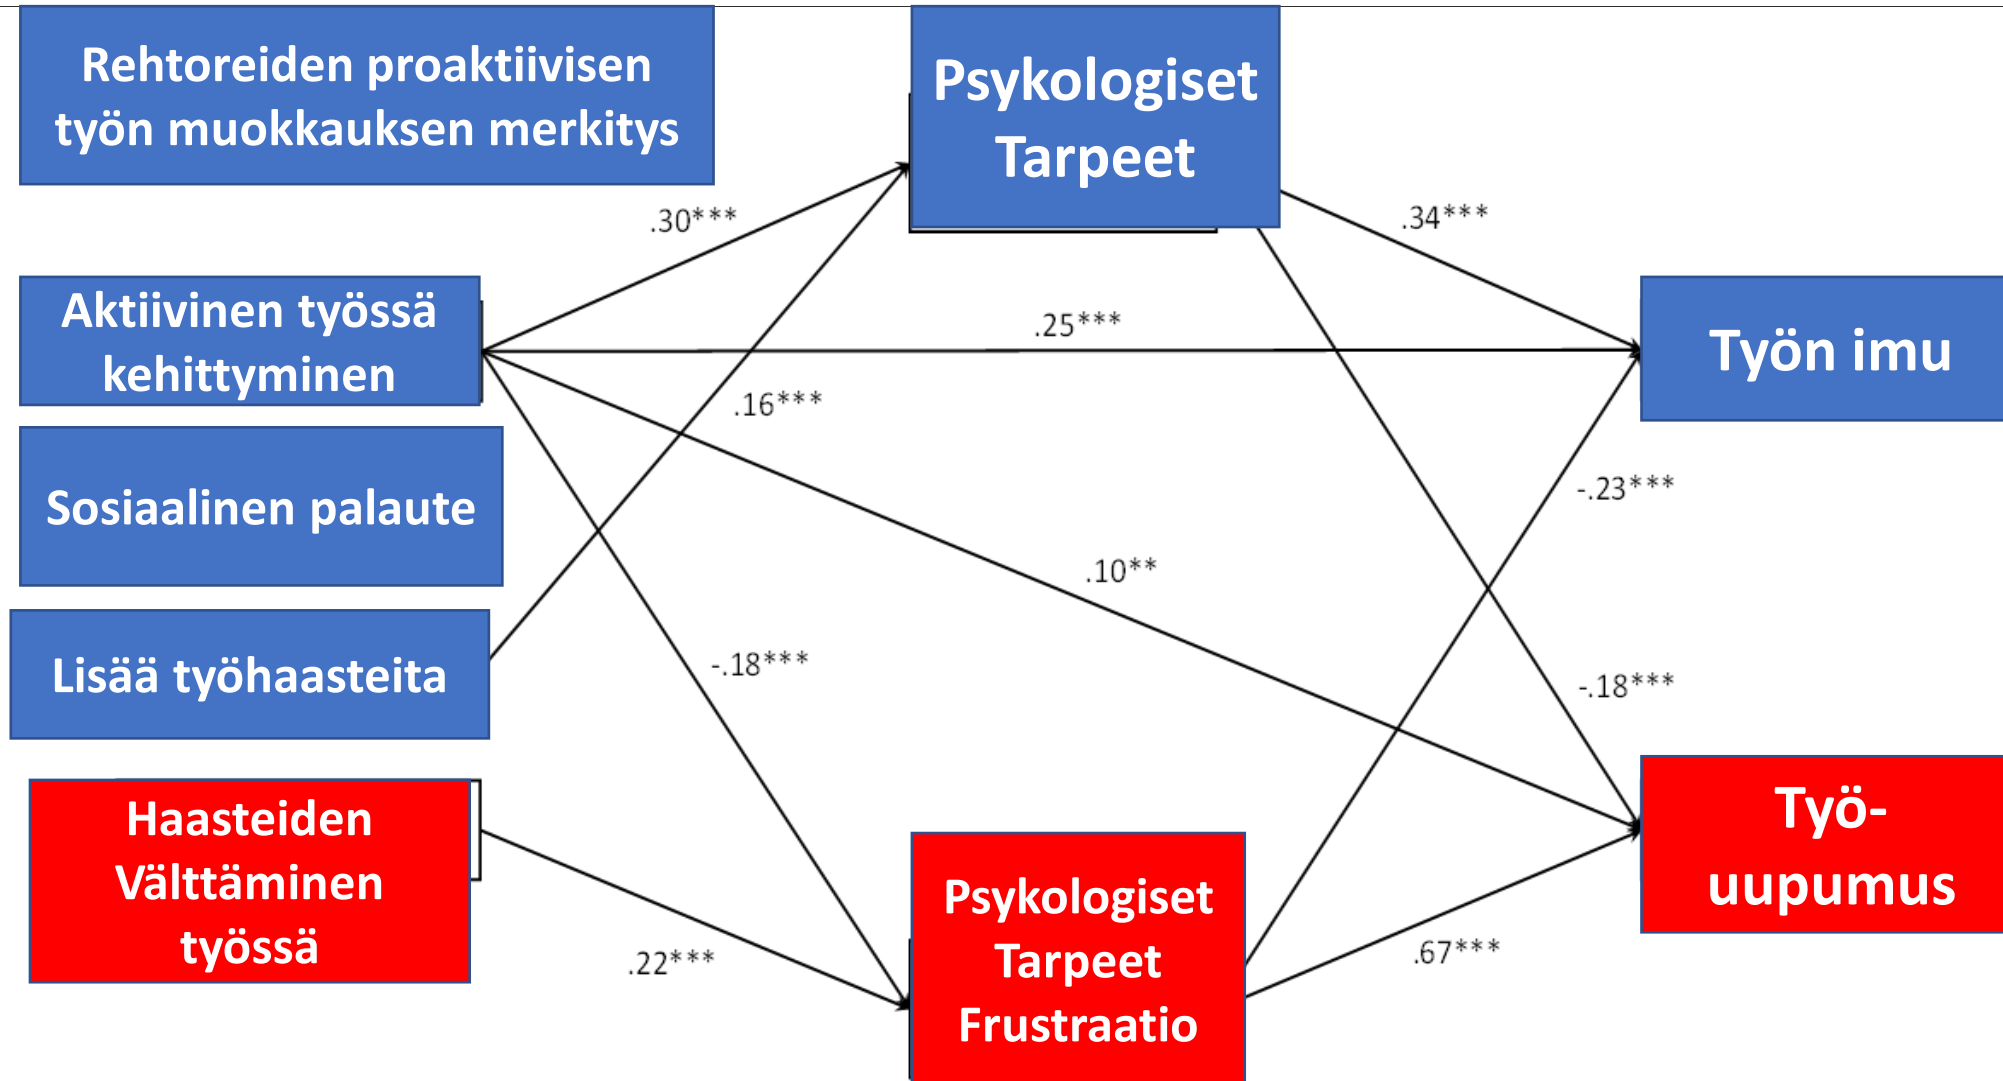 Rehtoreiden proaktiivisen
työn muokkauksen merkitys
Psykologiset
Tarpeet
.30***
.34***
Aktiivinen työssä
kehittyminen
.25***
Työn imu
.16***
Sosiaalinen palaute
-.23***
.10**
Lisää työhaasteita
-.18***
-.18***
Haasteiden
Välttäminen
työssä
Työ-
uupumus
.22***
Psykologiset
Tarpeet
Frustraatio
.67***